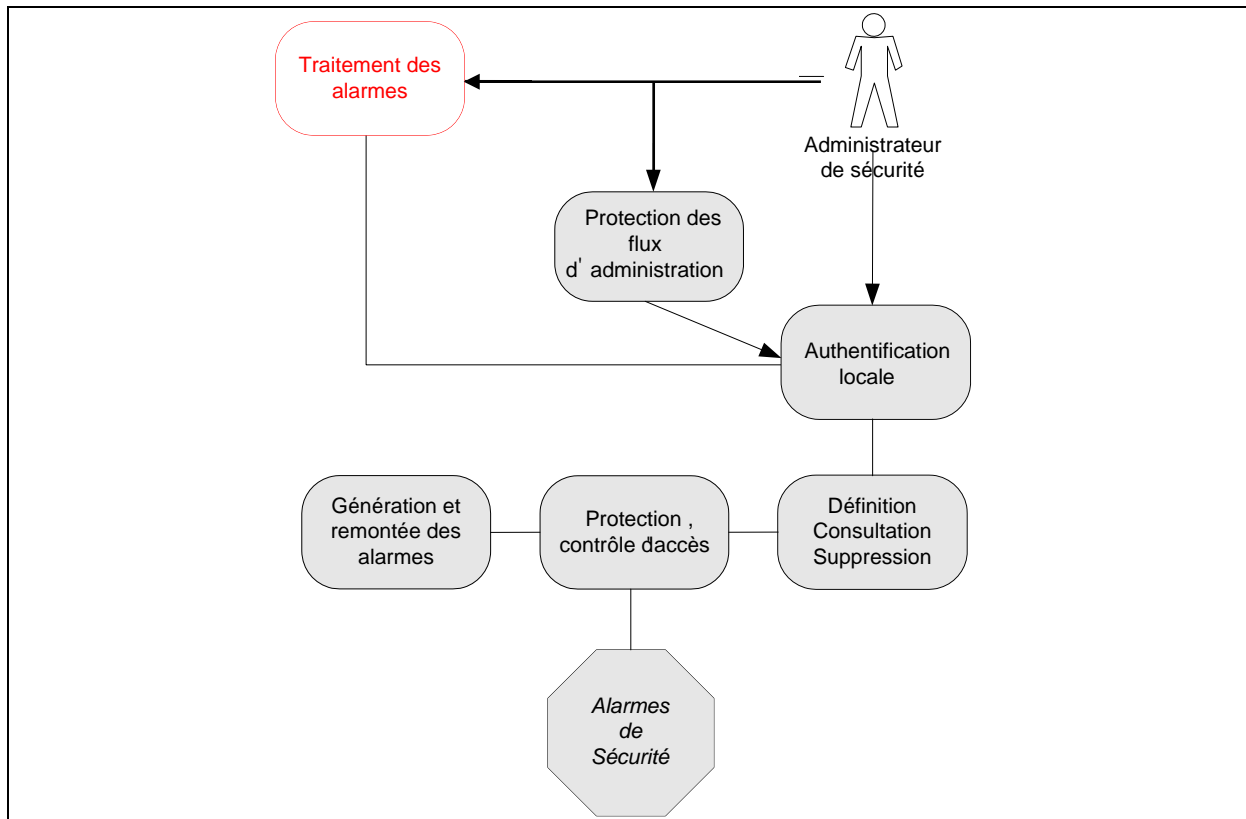 Traitement des
alarmes
Administrateur
de sécurité
Protection des
flux
d' administration
Authentification
locale
Génération et
remontée des
alarmes
Protection ,
contrôle d'accès
Définition
Consultation
Suppression
Alarmes
de
Sécurité